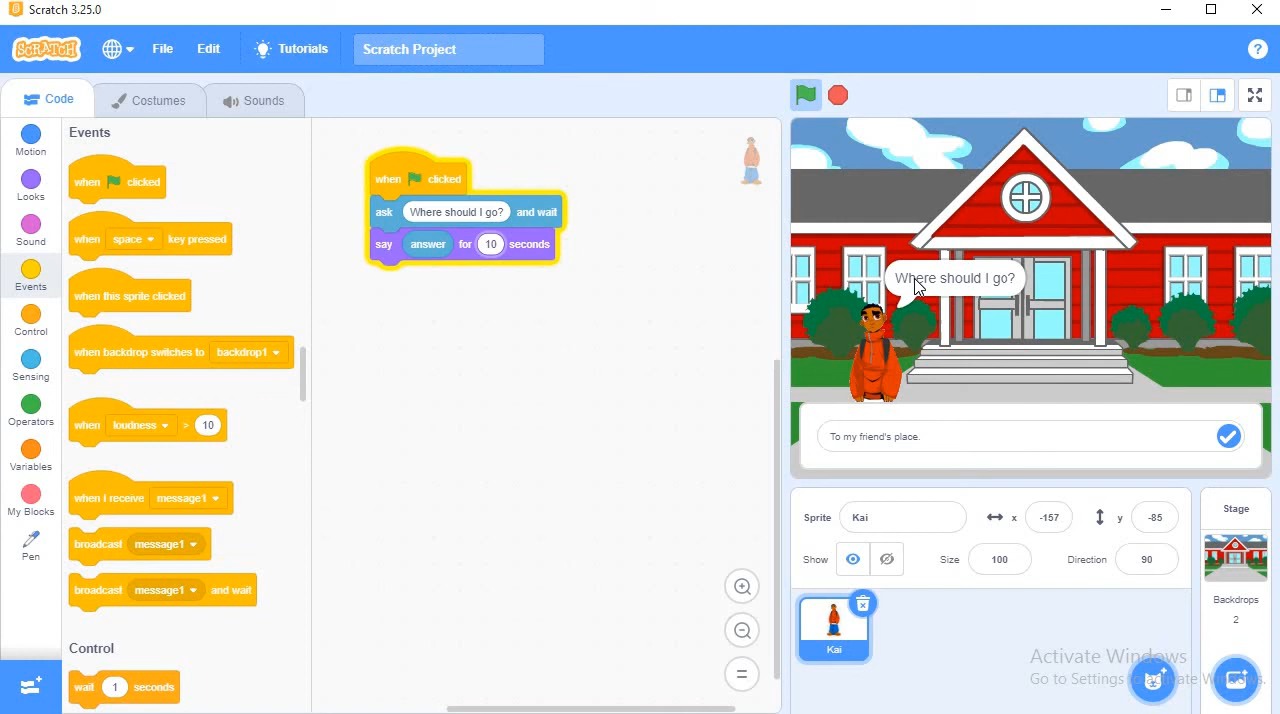 Scratch 3.25.0
SCRATCH
File
Edit
Tutorials
Scratch Project
?
Code
Costumes
Sounds
Motion
Looks
Sound
Events
Control
Sensing
Operators
Variables
My Blocks
Pen
Events
when clicked
when space key pressed
when this sprite clicked
when backdrop switches to backdrop1
when loudness > 10
when I receive message1
broadcast message1
broadcast message1 and wait
Control
wait 1 seconds
when clicked
ask Where should I go? and wait
say answer for 10 seconds
Where should I go?
To my friend's place.
Sprite Kai x -157 y -85
Show Size 100 Direction 90
Kai
Stage
Backdrops
2
Activate Windows
Go to Settings to activate Windows.